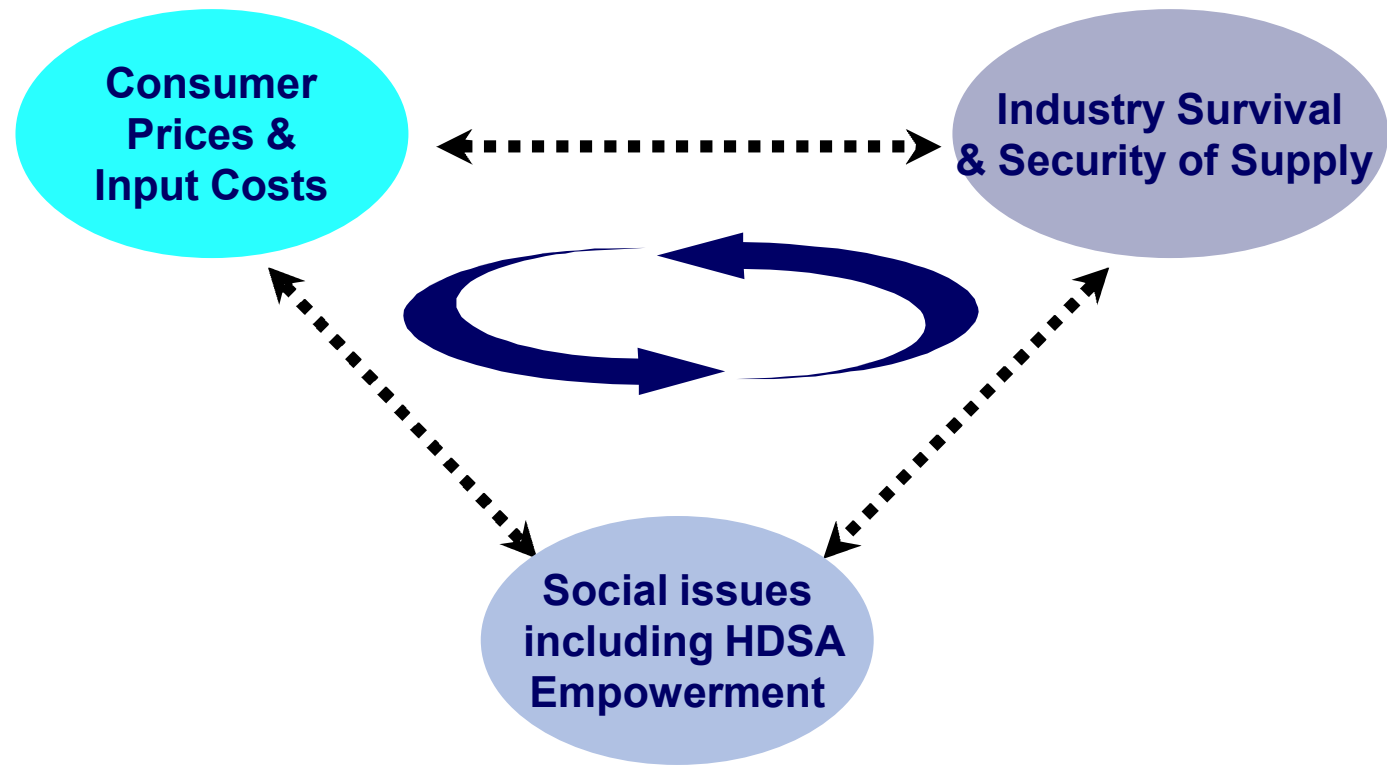 Consumer
Prices &
Input Costs
Industry Survival
& Security of Supply
Social issues
including HDSA
Empowerment